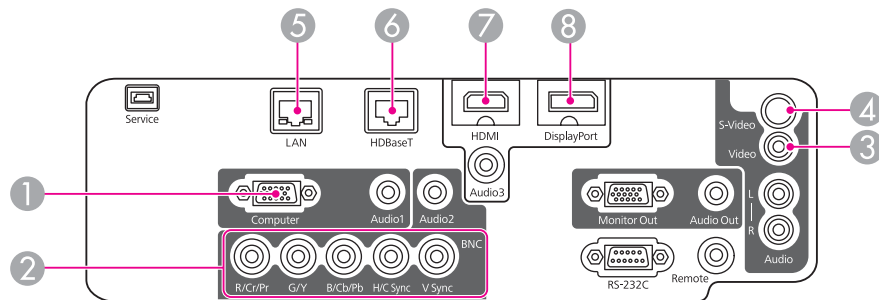 5 6 7 8
Service
LAN
HDBaseT
HDMI
DisplayPort
S-Video
4
Video
3
Audio3
1
Computer
Audio1
Audio2
Monitor Out
Audio Out
L
R
Audio
2
BNC
R/Cr/Pr G/Y B/Cb/Pb H/C Sync V Sync
RS-232C
Remote